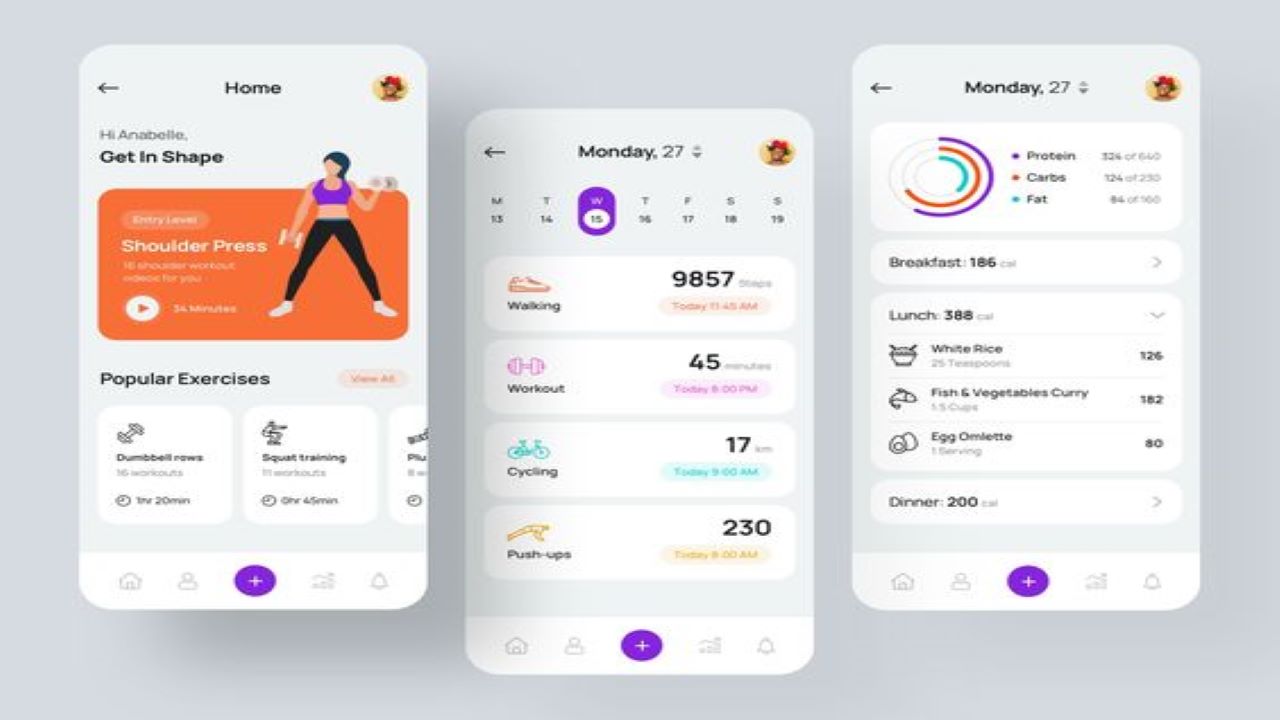 Home
Hi Anabelle,
Get In Shape
Entry Level
Shoulder Press
16 shoulder workout
videos for you
34 Minutes
Popular Exercises
View All
Dumbbell rows
16 workouts
1hr 20min
Squat training
11 workouts
0hr 45min
Plu
8 w
Monday, 27
M T W T F S S
13 14 15 16 17 18 19
9857 Steps
Walking
Today 11:45 AM
45 minutes
Workout
Today 8:00 PM
17 km
Cycling
Today 9:00 AM
230
Push-ups
Today 8:00 AM
Monday, 27
Protein 324 of 640
Carbs 124 of 230
Fat 84 of 160
Breakfast: 186 cal
Lunch: 388 cal
White Rice
25 Teaspoons
126
Fish & Vegetables Curry
1.5 Cups
182
Egg Omlette
1 Serving
80
Dinner: 200 cal